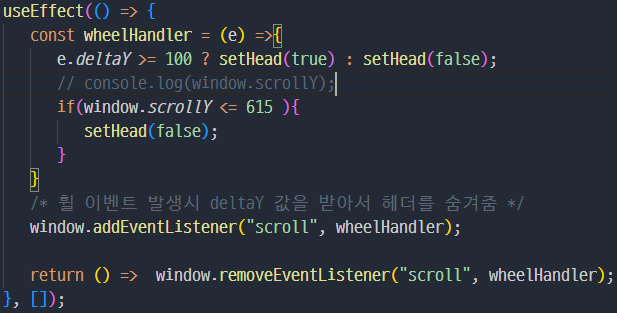 useEffect(() => {
const wheelHandler = (e) =>{
e.deltaY >= 100 ? setHead(true) : setHead(false);
// console.log(window.scrollY);
if(window.scrollY <= 615 ){
setHead(false);
}
}
/*휠 이벤트 발생시 deltaY 값을 받아서 헤더를 숨겨줌 */
window.addEventListener("scroll", wheelHandler);
return () =>  window.removeEventListener("scroll", wheelHandler);
}, []);